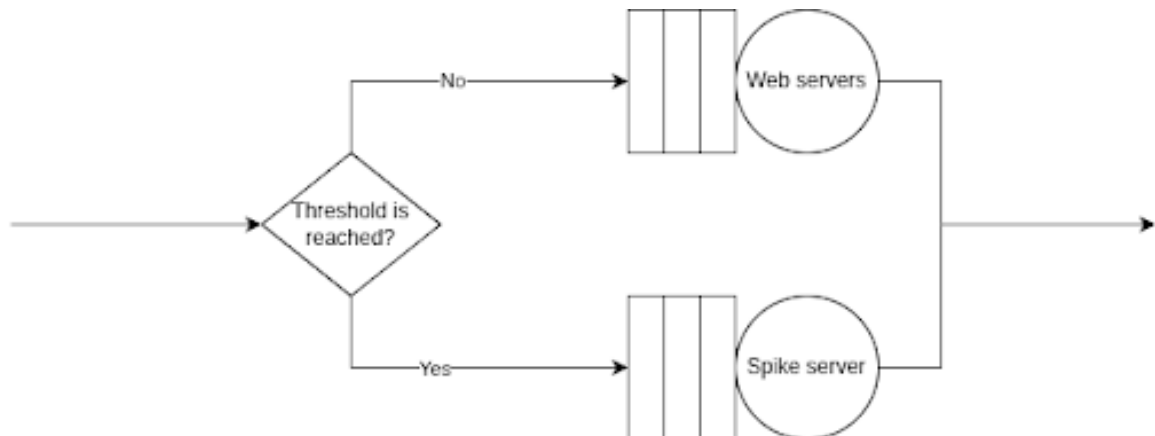 No
Web servers
Threshold is
reached?
Yes
Spike server